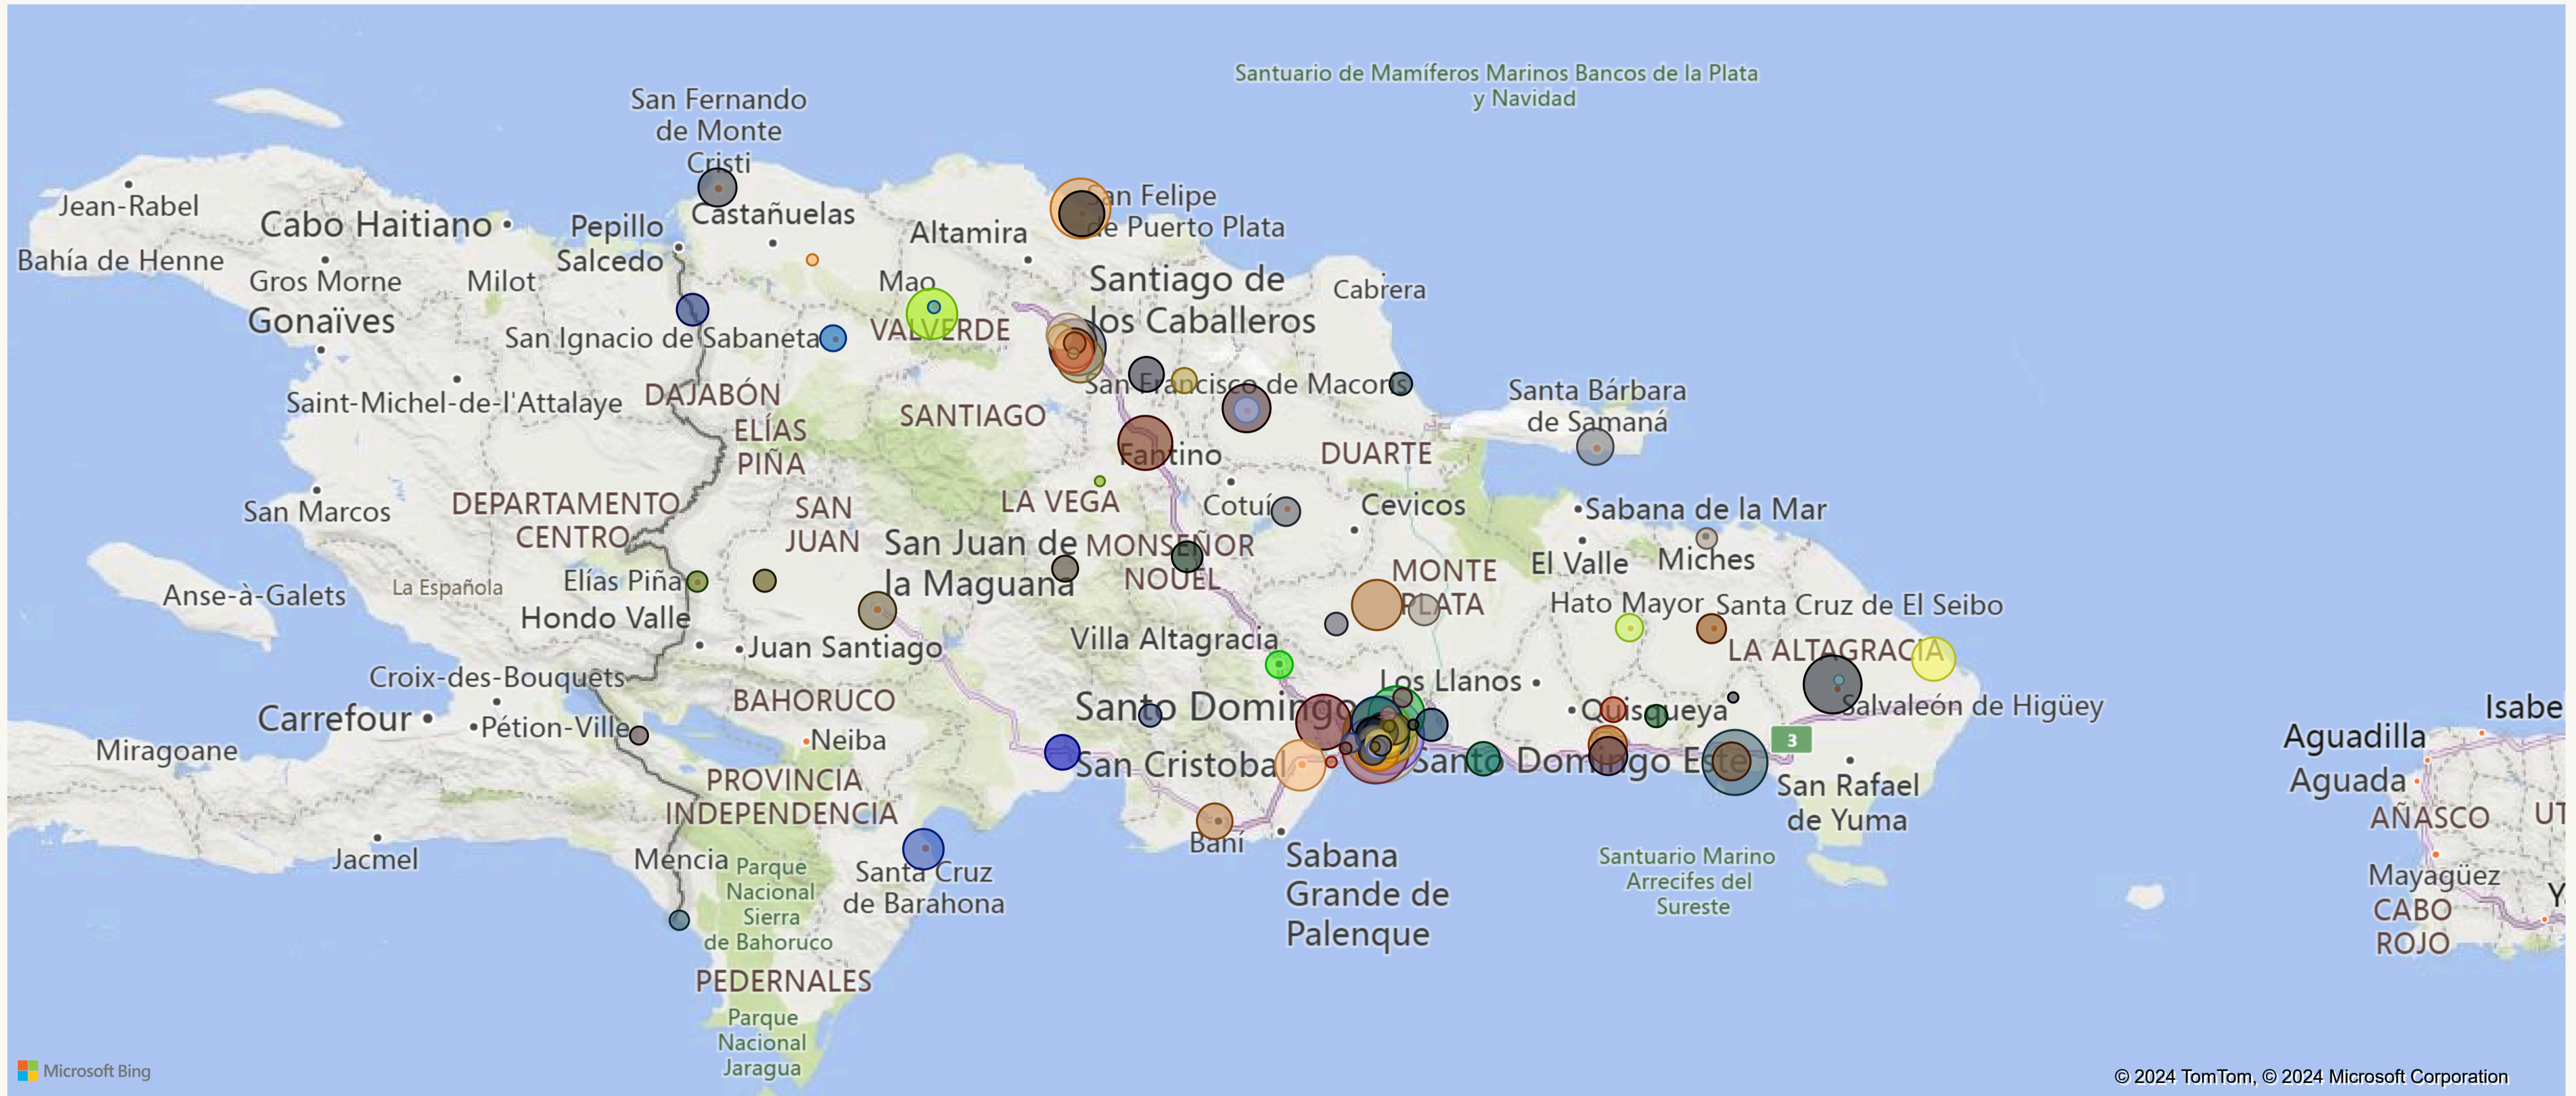 Santuario de Mamíferos Marinos Bancos de la Plata
y Navidad
San Fernando
de Monte
Cristi
Jean-Rabel
Cabo Haitiano
Pepillo
Salcedo
Castañuelas
Altamira
San Felipe
de Puerto Plata
Bahía de Henne
Gros Morne
Milot
Mao
Santiago de
los Caballeros
Cabrera
Gonaïves
San Ignacio de Sabaneta
VALVERDE
Saint-Michel-de-l'Attalaye
DAJABÓN
SANTIAGO
San Francisco de Macorís
Santa Bárbara
de Samaná
ELÍAS
PIÑA
Fantino
DUARTE
San Marcos
DEPARTAMENTO
CENTRO
SAN
JUAN
LA VEGA
Cotuí
Cevicos
Sabana de la Mar
San Juan de
la Maguana
MONSEÑOR
NOUEL
El Valle
Miches
Anse-à-Galets
La Española
Elías Piña
MONTE
PLATA
Hondo Valle
Hato Mayor
Santa Cruz de El Seibo
Juan Santiago
Villa Altagracia
LA ALTAGRACIA
Croix-des-Bouquets
BAHORUCO
Santo Domingo
Los Llanos
Carrefour
Pétion-Ville
Quisqueya
Salvaleón de Higüey
Isabe
Miragoane
Neiba
San Cristobal
Santo Domingo Este
3
Aguadilla
Aguada
PROVINCIA
INDEPENDENCIA
San Rafael
de Yuma
AÑASCO
UT
Jacmel
Mencia
Baní
Parque
Nacional
Sierra
de Bahoruco
Santa Cruz
de Barahona
Sabana
Grande de
Palenque
Santuario Marino
Arrecifes del
Sureste
Mayagüez
Y
CABO
ROJO
PEDERNALES
Parque
Nacional
Jaragua
Microsoft Bing
© 2024 TomTom, © 2024 Microsoft Corporation